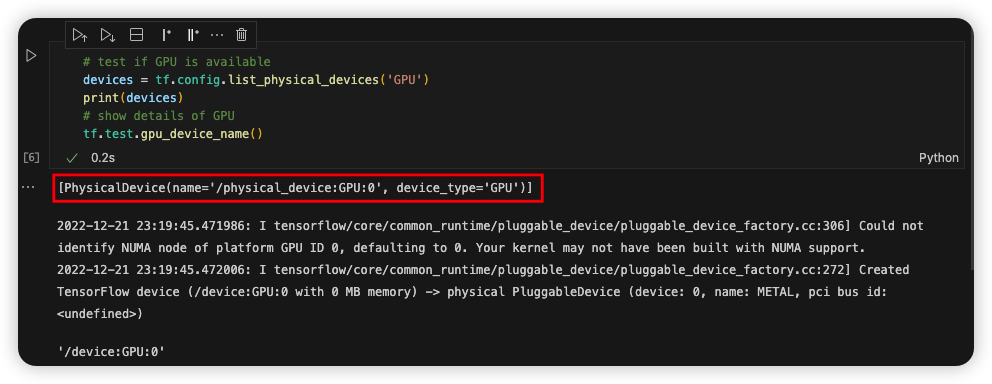 # test if GPU is available
devices = tf.config.list_physical_devices('GPU')
print(devices)
# show details of GPU
tf.test.gpu_device_name()
[6]
0.2s
Python
[PhysicalDevice(name='/physical_device:GPU:0', device_type='GPU')]
2022-12-21 23:19:45.471986: I tensorflow/core/common_runtime/pluggable_device/pluggable_device_factory.cc:306] Could not
identify NUMA node of platform GPU ID 0, defaulting to 0. Your kernel may not have been built with NUMA support.
2022-12-21 23:19:45.472006: I tensorflow/core/common_runtime/pluggable_device/pluggable_device_factory.cc:272] Created
TensorFlow device (/device:GPU:0 with 0 MB memory) -> physical PluggableDevice (device: 0, name: METAL, pci bus id:
<undefined>)
'/device:GPU:0'